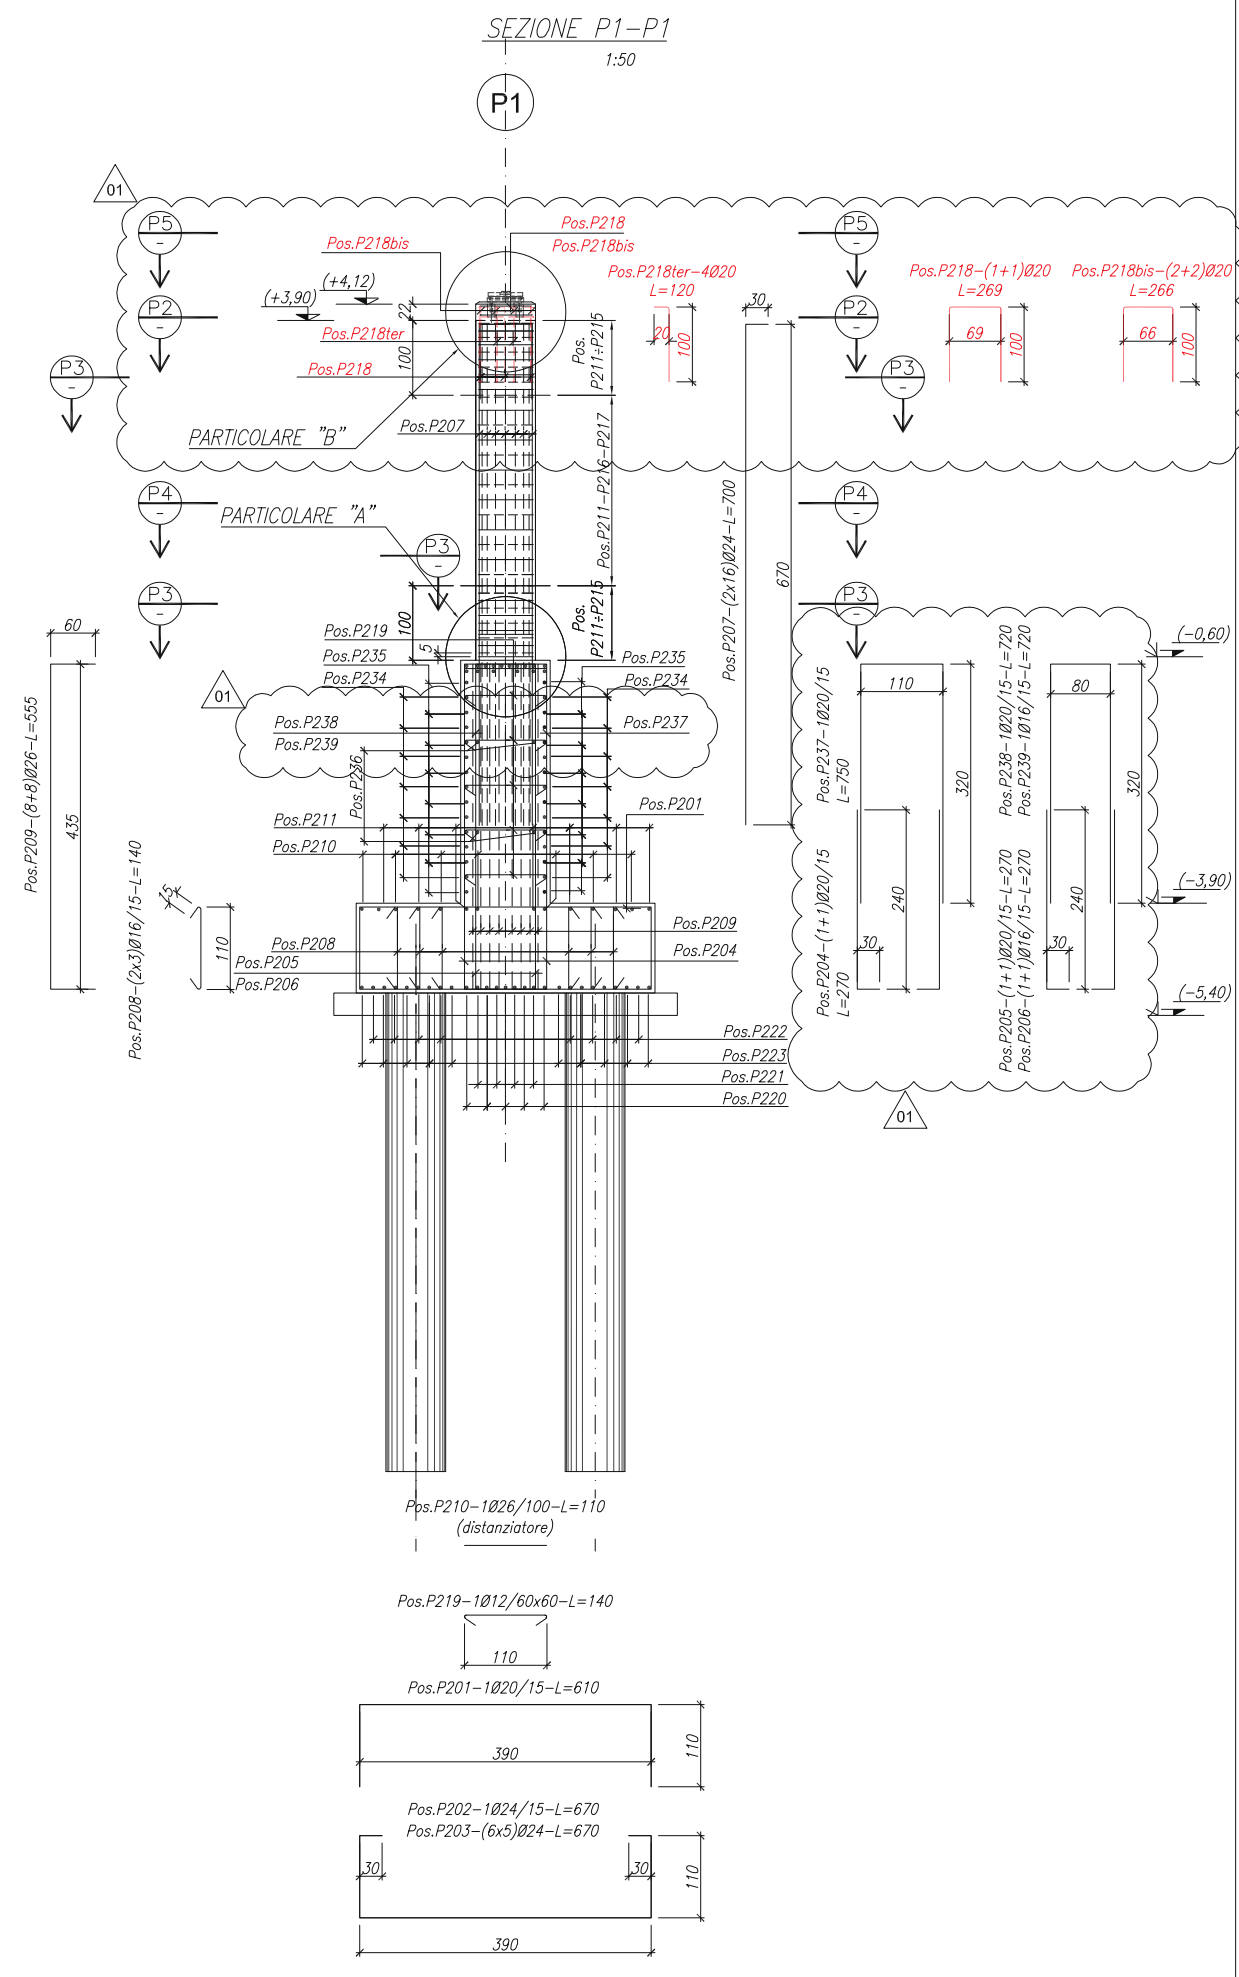 SEZIONE P1-P1
1:50
P1
01
P5
-
P5
-
Pos.P218
Pos.P218bis
Pos.P218bis
(+4,12)
(+3,90)
22
Pos.P218ter-4Ø20
L=120
Pos.P218-(1+1)Ø20
L=269
Pos.P218bis-(2+2)Ø20
L=266
P2
-
P2
-
30
20
100
69
100
66
100
Pos.P218ter
Pos.P218
100
Pos.
P211÷P215
P3
-
P3
-
Pos.P207
PARTICOLARE "B"
Pos.P211-P216-P217
P4
-
P4
-
PARTICOLARE "A"
P3
-
Pos.P207-(2x16)Ø24-L=700
670
P3
-
P3
-
100
Pos.
P211÷P215
60
Pos.P219
5
Pos.P235
Pos.P234
Pos.P235
Pos.P234
(-0,60)
01
110
80
Pos.P238
Pos.P239
Pos.P237
Pos.P236
Pos.P237-1Ø20/15
L=750
320
Pos.P238-1Ø20/15-L=720
Pos.P239-1Ø16/15-L=720
320
Pos.P209-(8+8)Ø26-L=555
435
Pos.P201
Pos.P211
Pos.P210
Pos.P208-(2x3)Ø16/15-L=140
15
110
(-3,90)
Pos.P204-(1+1)Ø20/15
L=270
240
30
Pos.P205-(1+1)Ø20/15-L=270
Pos.P206-(1+1)Ø16/15-L=270
240
30
Pos.P209
Pos.P208
Pos.P204
Pos.P205
Pos.P206
(-5,40)
Pos.P222
Pos.P223
Pos.P221
Pos.P220
01
Pos.P210-1Ø26/100-L=110
(distanziatore)
Pos.P219-1Ø12/60x60-L=140
110
Pos.P201-1Ø20/15-L=610
390
110
Pos.P202-1Ø24/15-L=670
Pos.P203-(6x5)Ø24-L=670
30
30
110
390